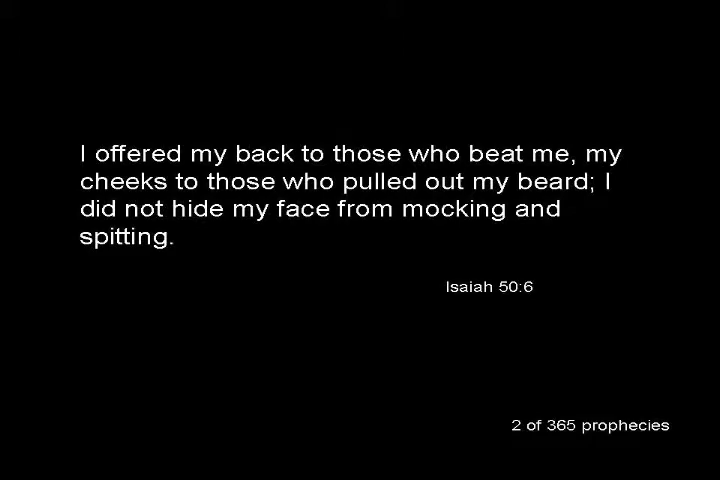 I offered my back to those who beat me, my
cheeks to those who pulled out my beard; I
did not hide my face from mocking and
spitting.
Isaiah 50:6
2 of 365 prophecies